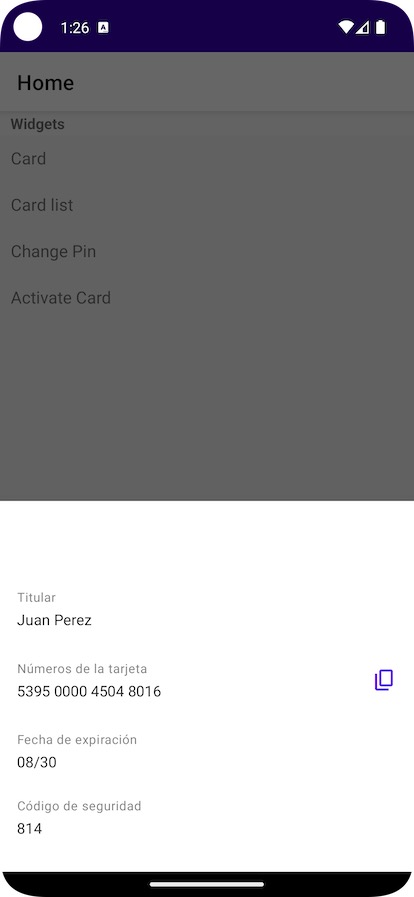 1:26 A
Home
Widgets
Card
Card list
Change Pin
Activate Card
Titular
Juan Perez
Números de la tarjeta
5395 0000 4504 8016
Fecha de expiración
08/30
Código de seguridad
814